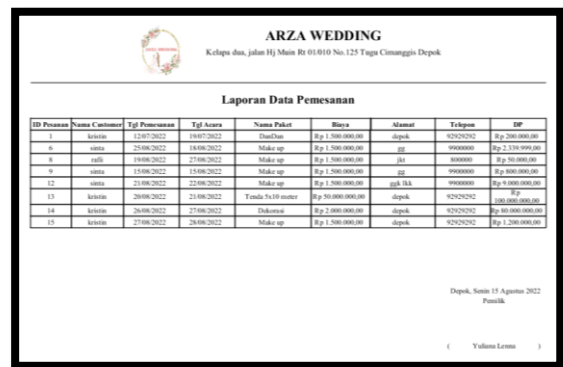 ARZA WEDDING
Kelapa dua, jalan Hj Muin Rt 01/010 No.125 Tugu Cimanggis Depok
Laporan Data Pemesanan
ID Pesanan Nama Customer Tgl Pemesanan Tgl Acara Nama Paket Biaya Alamat Telepon DP
1 kristin 12/07/2022 19/07/2022 DanDan Rp 1.500.000,00 depok 92929292 Rp 200.000,00
6 sinta 25/08/2022 18/08/2022 Make up Rp 1.500.000,00 gg 9900000 Rp 2.339.999,00
8 rafli 19/08/2022 27/08/2022 Make up Rp 1.500.000,00 jkt 800000 Rp 50.000,00
9 sinta 15/08/2022 15/08/2022 Make up Rp 1.500.000,00 gg 9900000 Rp 800.000,00
12 sinta 21/08/2022 22/08/2022 Make up Rp 1.500.000,00 9900000 Rp 9.000.000,00
13 kristin 20/08/2022 21/08/2022 Tenda 5x10 meter Rp 50.000.000,00 depok 92929292 Rp
100.000.000,00
14 kristin 26/08/2022 27/08/2022 Dekorasi Rp 2.000.000,00 depok 92929292 Rp 80.000.000,00
15 kristin 27/08/2022 28/08/2022 Make up Rp 1.500.000,00 depok 92929292 Rp 1.200.000,00
Depok, Senin 15 Agustus 2022
Pemilik
( Yuliana Lenna )